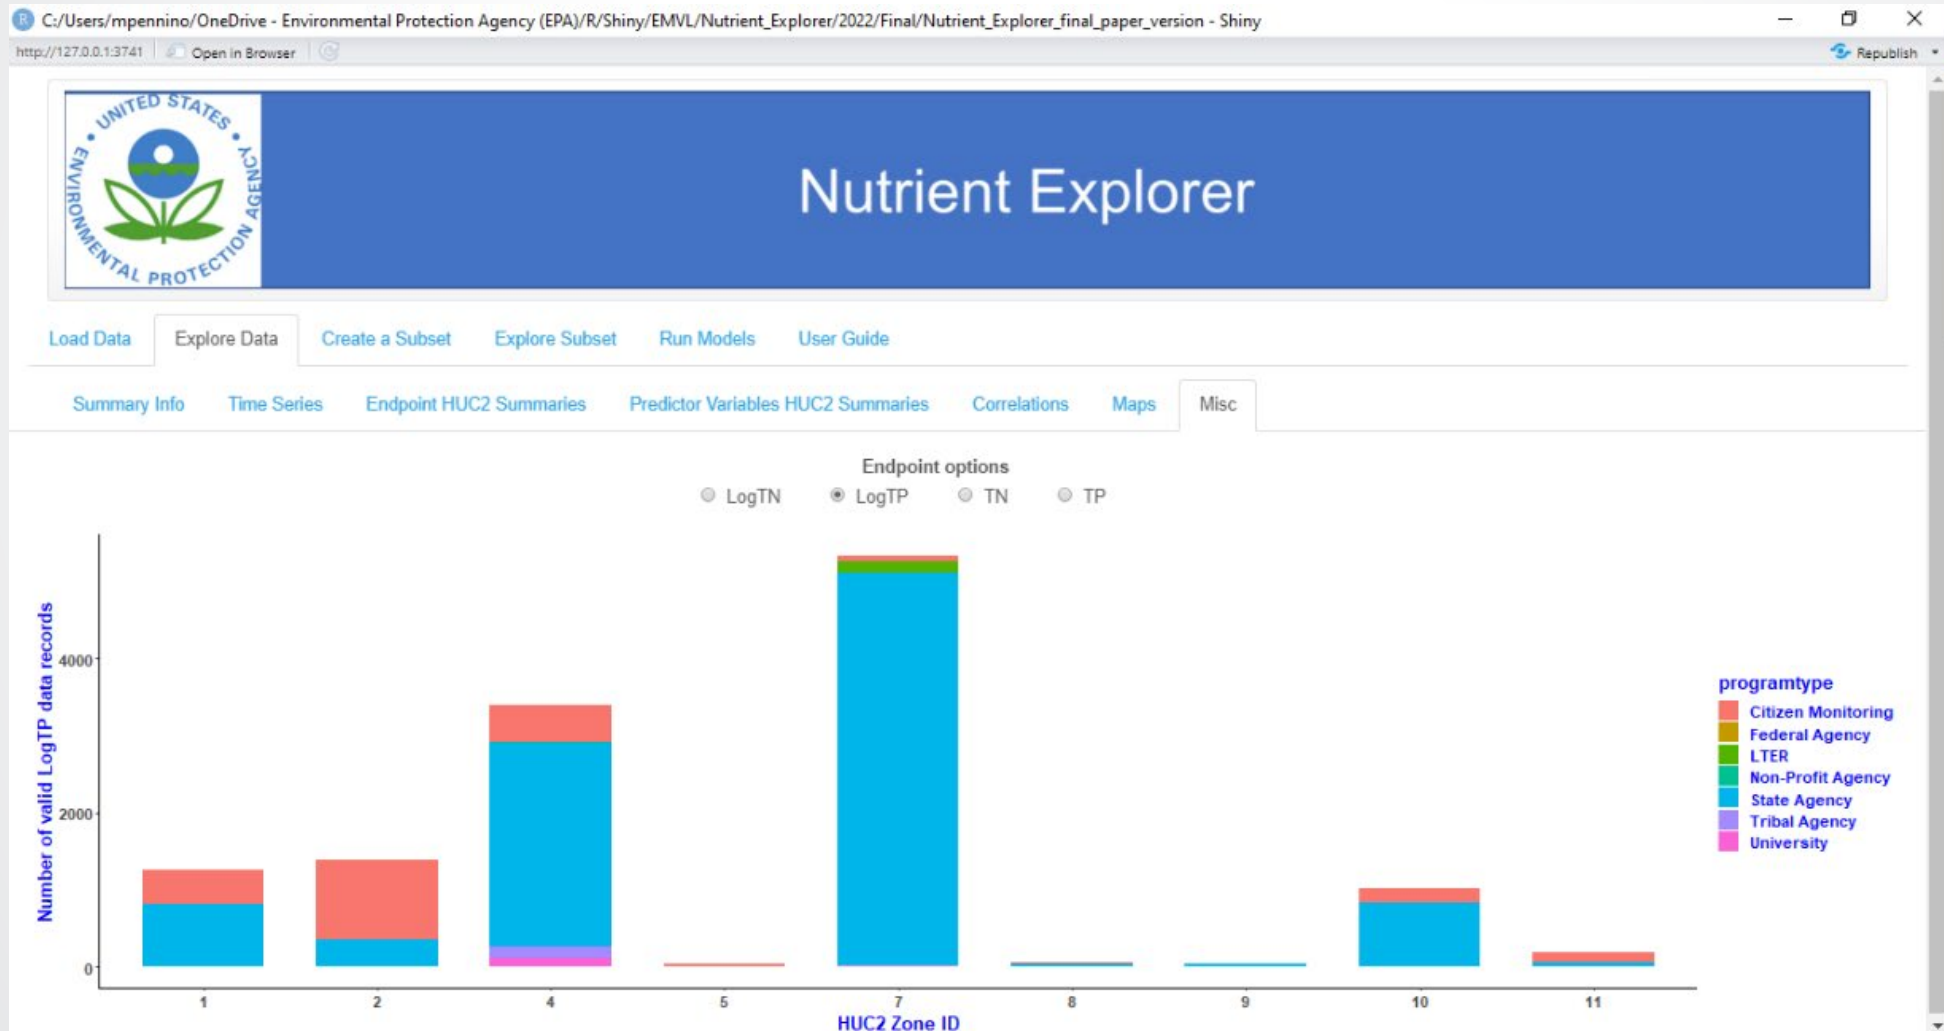 C:/Users/mpennino/OneDrive - Environmental Protection Agency (EPA)/R/Shiny/EMVL/Nutrient_Explorer/2022/Final/Nutrient_Explorer_final_paper_version - Shiny
http://127.0.0.1:3741 Open in Browser Republish
UNITED STATES
ENVIRONMENTAL PROTECTION AGENCY
Nutrient Explorer
Load Data Explore Data Create a Subset Explore Subset Run Models User Guide
Summary Info Time Series Endpoint HUC2 Summaries Predictor Variables HUC2 Summaries Correlations Maps Misc
Endpoint options
LogTN LogTP TN TP
Number of valid LogTP data records
4000
2000
0
1 2 4 5 7 8 9 10 11
HUC2 Zone ID
programtype
Citizen Monitoring
Federal Agency
LTER
Non-Profit Agency
State Agency
Tribal Agency
University